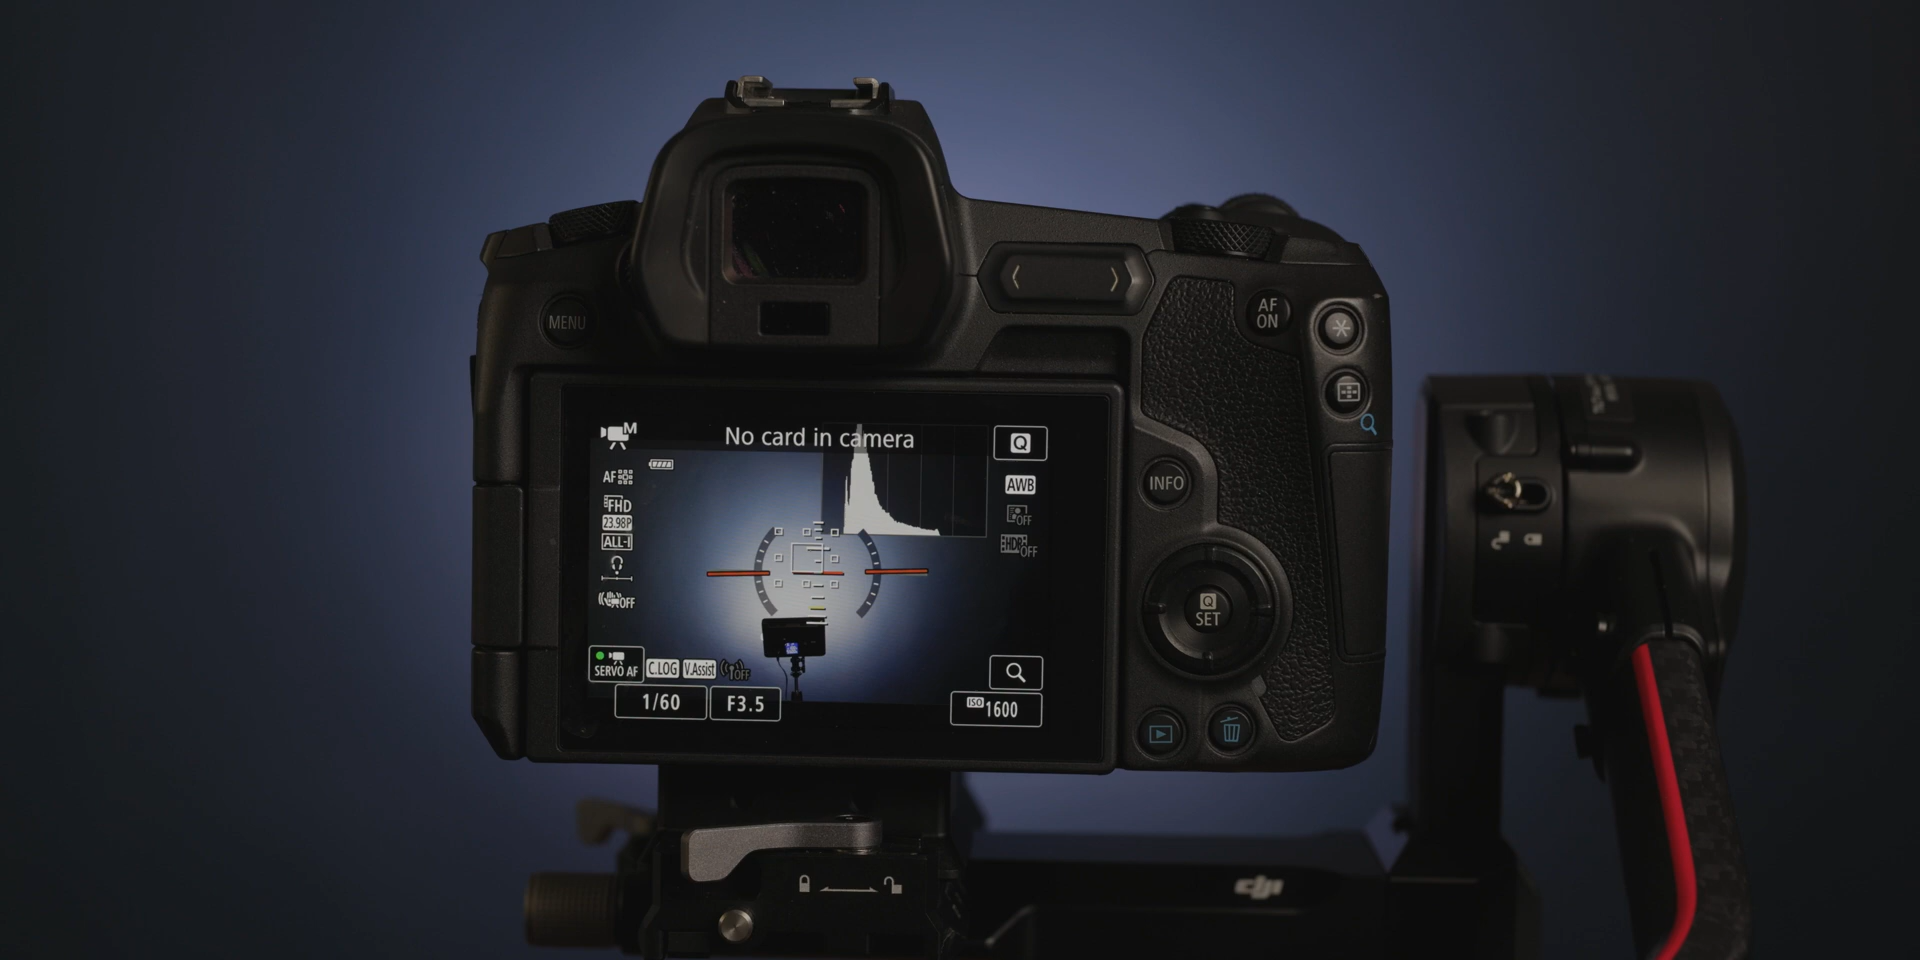 MENU
AF
ON
M
No card in camera
Q
AF
FHD
23.98P
ALL-I
OFF
AWB
OFF
HDR OFF
INFO
Q
SET
SERVO AF
C.LOG
V.Assist
OFF
1/60
F3.5
ISO 1600
dji